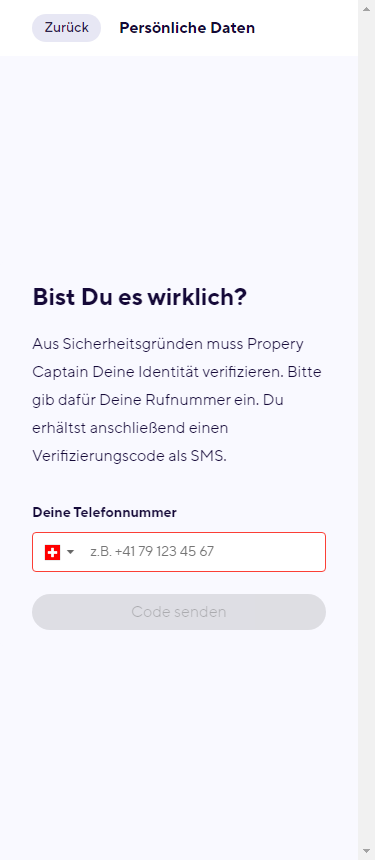 Zurück
Persönliche Daten
Bist Du es wirklich?
Aus Sicherheitsgründen muss Propery
Captain Deine Identität verifizieren. Bitte
gib dafür Deine Rufnummer ein. Du
erhältst anschließend einen
Verifizierungscode als SMS.
Deine Telefonnummer
z.B. +41 79 123 45 67
Code senden